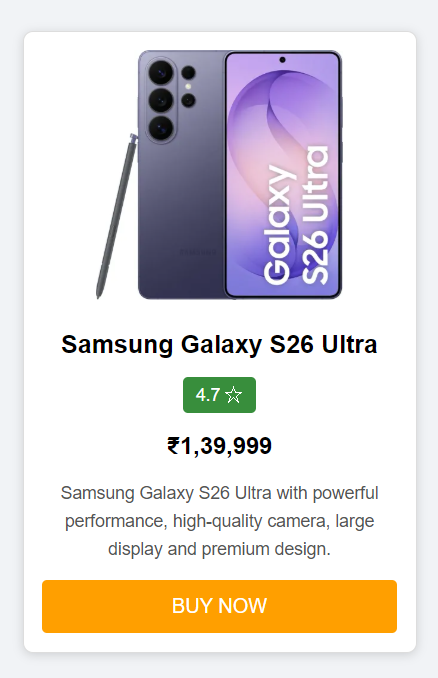 Galaxy
S26 Ultra
Samsung Galaxy S26 Ultra
4.7 ☆
₹1,39,999
Samsung Galaxy S26 Ultra with powerful
performance, high-quality camera, large
display and premium design.
BUY NOW